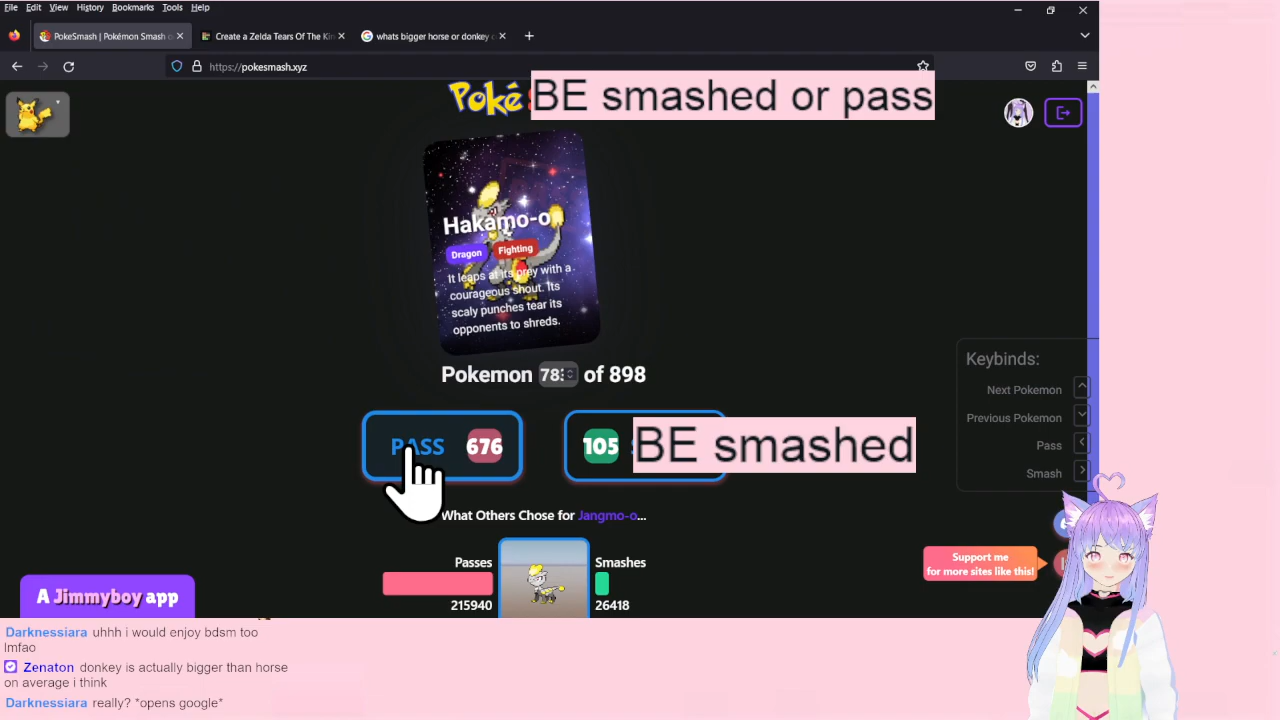 File Edit View History Bookmarks Tools Help
PokeSmash | Pokémon Smash o
Create a Zelda Tears Of The Kin
whats bigger horse or donkey
https://pokesmash.xyz
Poké
BE smashed or pass
Hakamo-o
Dragon Fighting
It leaps at its prey with a
courageous shout. Its
scaly punches tear its
opponents to shreds.
Pokemon 783 of 898
PASS 676
105 BE smashed
Keybinds:
Next Pokemon
Previous Pokemon
Pass
Smash
What Others Chose for Jangmo-o...
Passes
215940
Smashes
26418
Support me
for more sites like this!
A Jimmyboy app
Darknessiara uhhh i would enjoy bdsm too
lmfao
Zenaton donkey is actually bigger than horse
on average i think
Darknessiara really? *opens google*